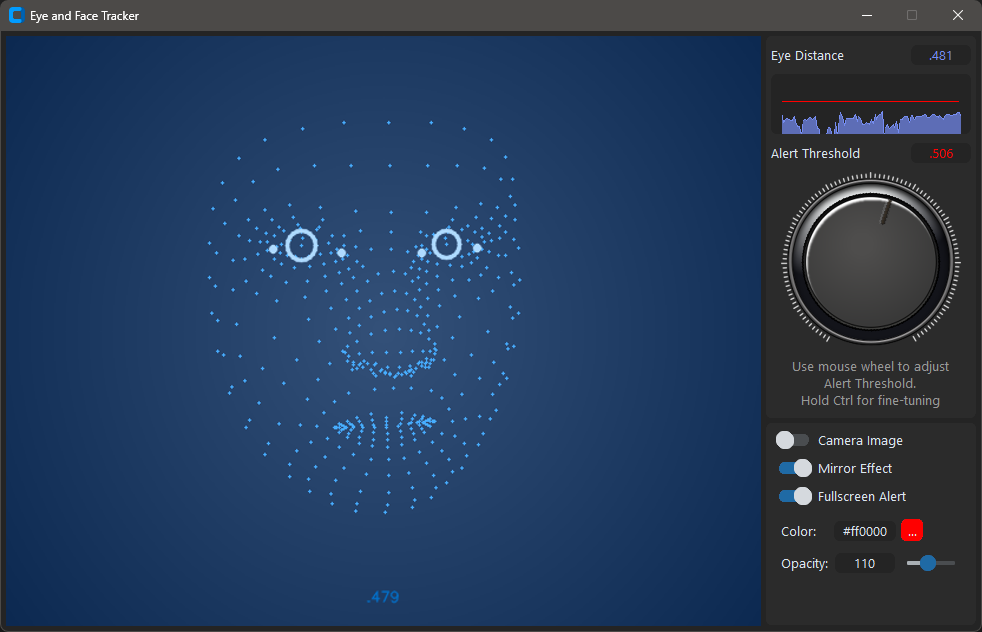 Eye and Face Tracker
Eye Distance
.481
Alert Threshold
.506
Use mouse wheel to adjust
Alert Threshold.
Hold Ctrl for fine-tuning
Camera Image
Mirror Effect
Fullscreen Alert
Color:
#ff0000
...
Opacity:
110
.479